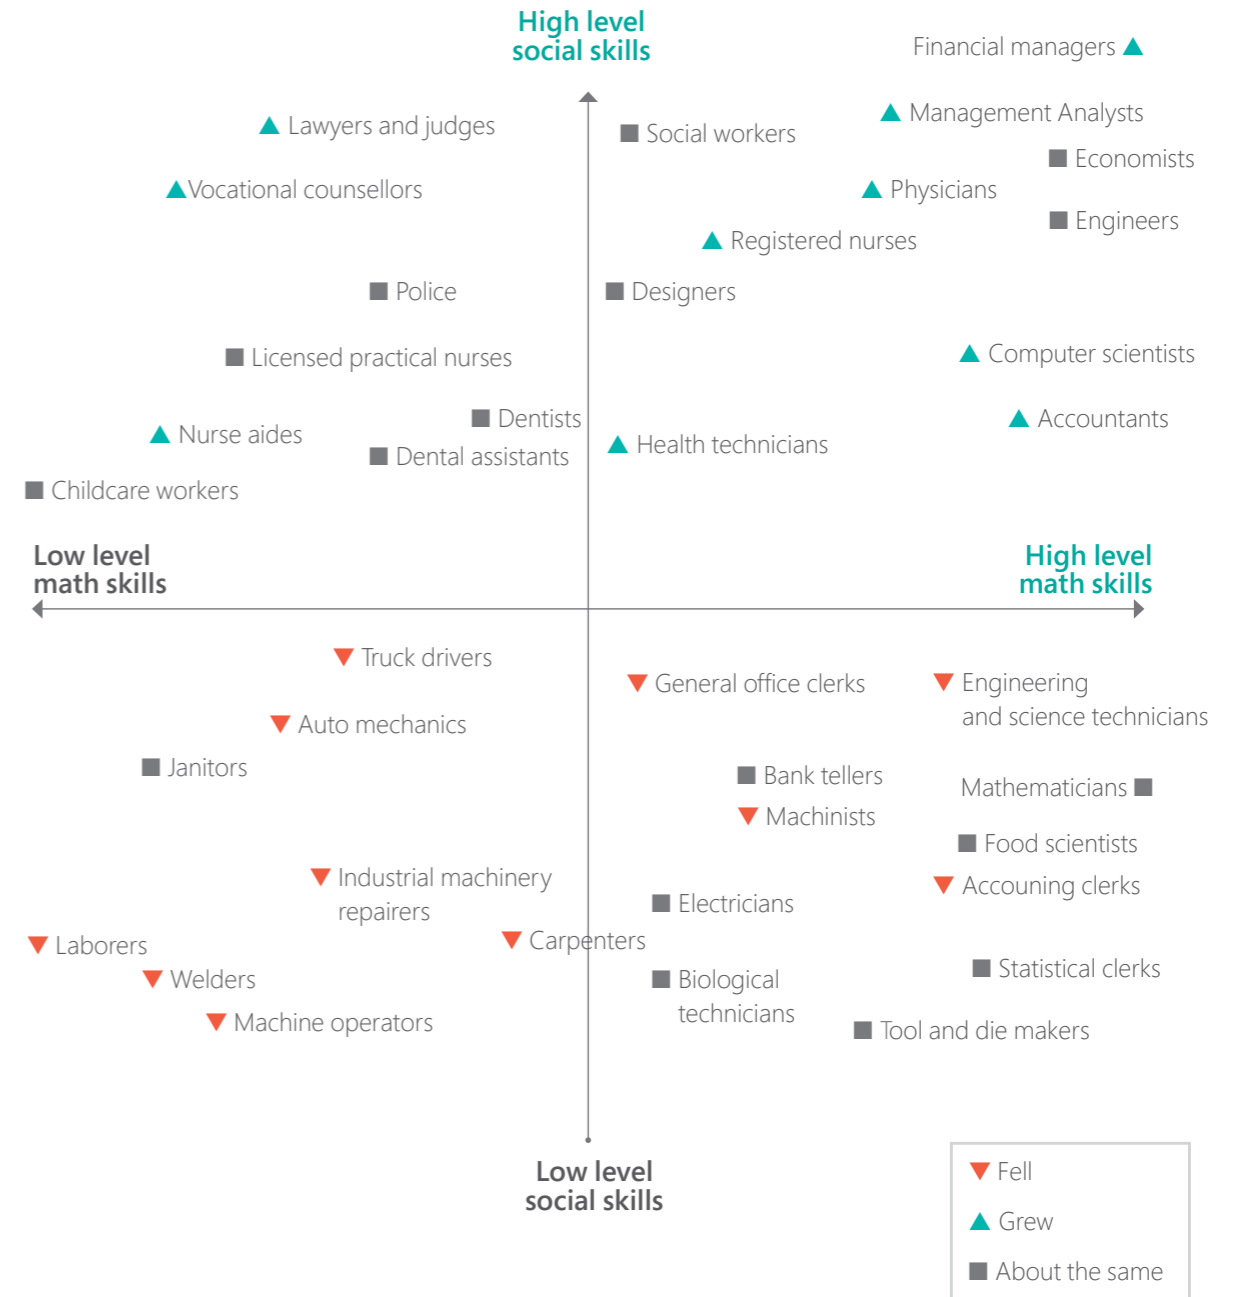 High level
social skills
Financial managers
Management Analysts
Lawyers and judges
Social workers
Economists
Vocational counsellors
Physicians
Engineers
Registered nurses
Police
Designers
Computer scientists
Licensed practical nurses
Dentists
Accountants
Nurse aides
Health technicians
Dental assistants
Childcare workers
Low level
math skills
High level
math skills
Truck drivers
General office clerks
Engineering
and science technicians
Auto mechanics
Janitors
Bank tellers
Mathematicians
Machinists
Food scientists
Industrial machinery
repairers
Accouning clerks
Electricians
Carpenters
Laborers
Statistical clerks
Welders
Biological
technicians
Machine operators
Tool and die makers
Low level
social skills
Fell
Grew
About the same